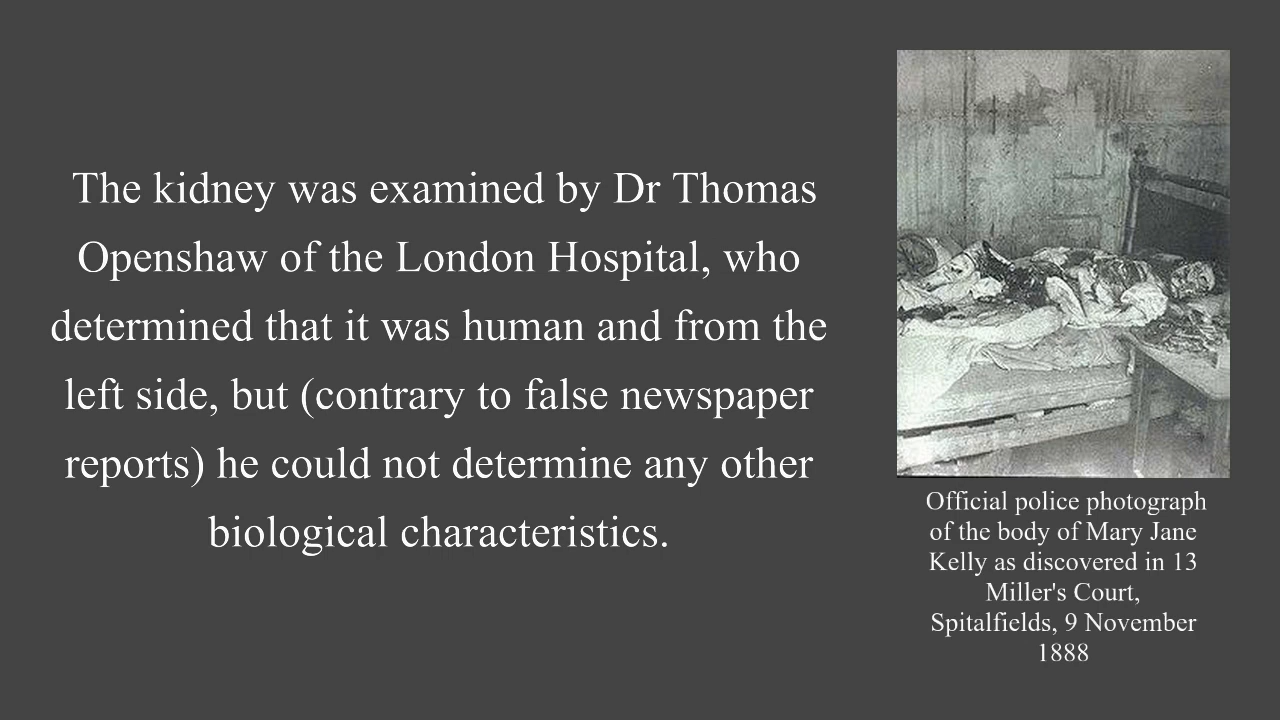 The kidney was examined by Dr Thomas
Openshaw of the London Hospital, who
determined that it was human and from the
left side, but (contrary to false newspaper
reports) he could not determine any other
biological characteristics.
Official police photograph
of the body of Mary Jane
Kelly as discovered in 13
Miller's Court,
Spitalfields, 9 November
1888